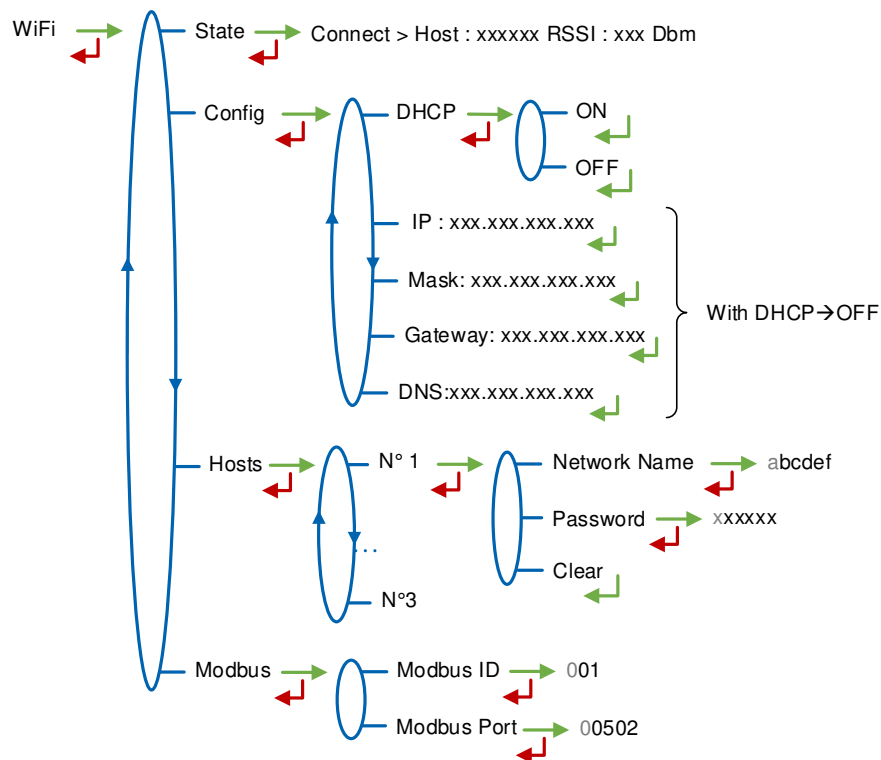 WiFi State Connect > Host : xxxxxx RSSI : xxx Dbm
Config DHCP ON
OFF
IP : xxx.xxx.xxx.xxx
Mask: xxx.xxx.xxx.xxx
Gateway: xxx.xxx.xxx.xxx
With DHCP→OFF
DNS:xxx.xxx.xxx.xxx
Hosts N° 1 Network Name abcdef
Password xxxxxx
...
Clear
N°3
Modbus Modbus ID 001
Modbus Port 00502